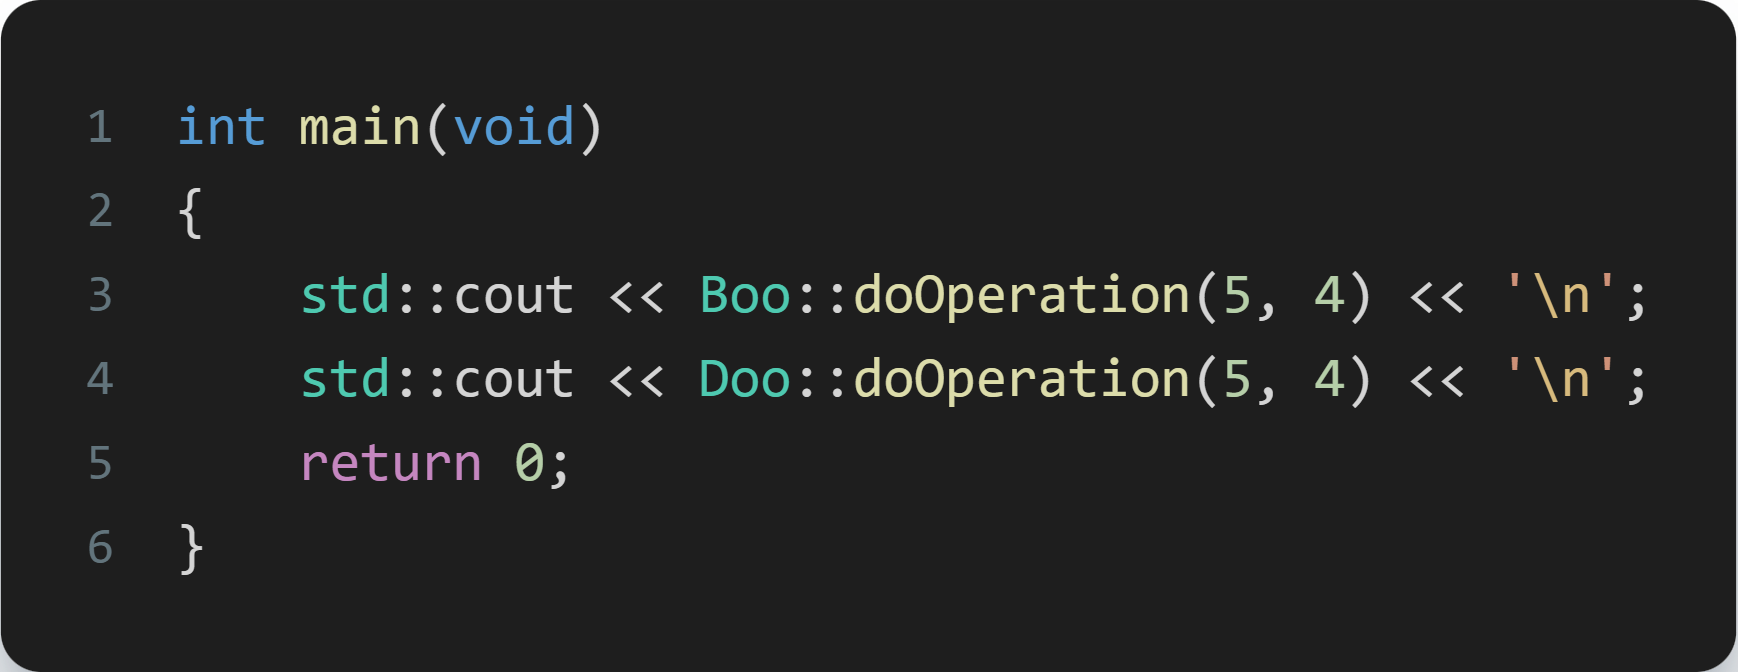 1 int main(void)
2 {
3     std::cout << Boo::doOperation(5, 4) << '\n';
4     std::cout << Doo::doOperation(5, 4) << '\n';
5     return 0;
6 }